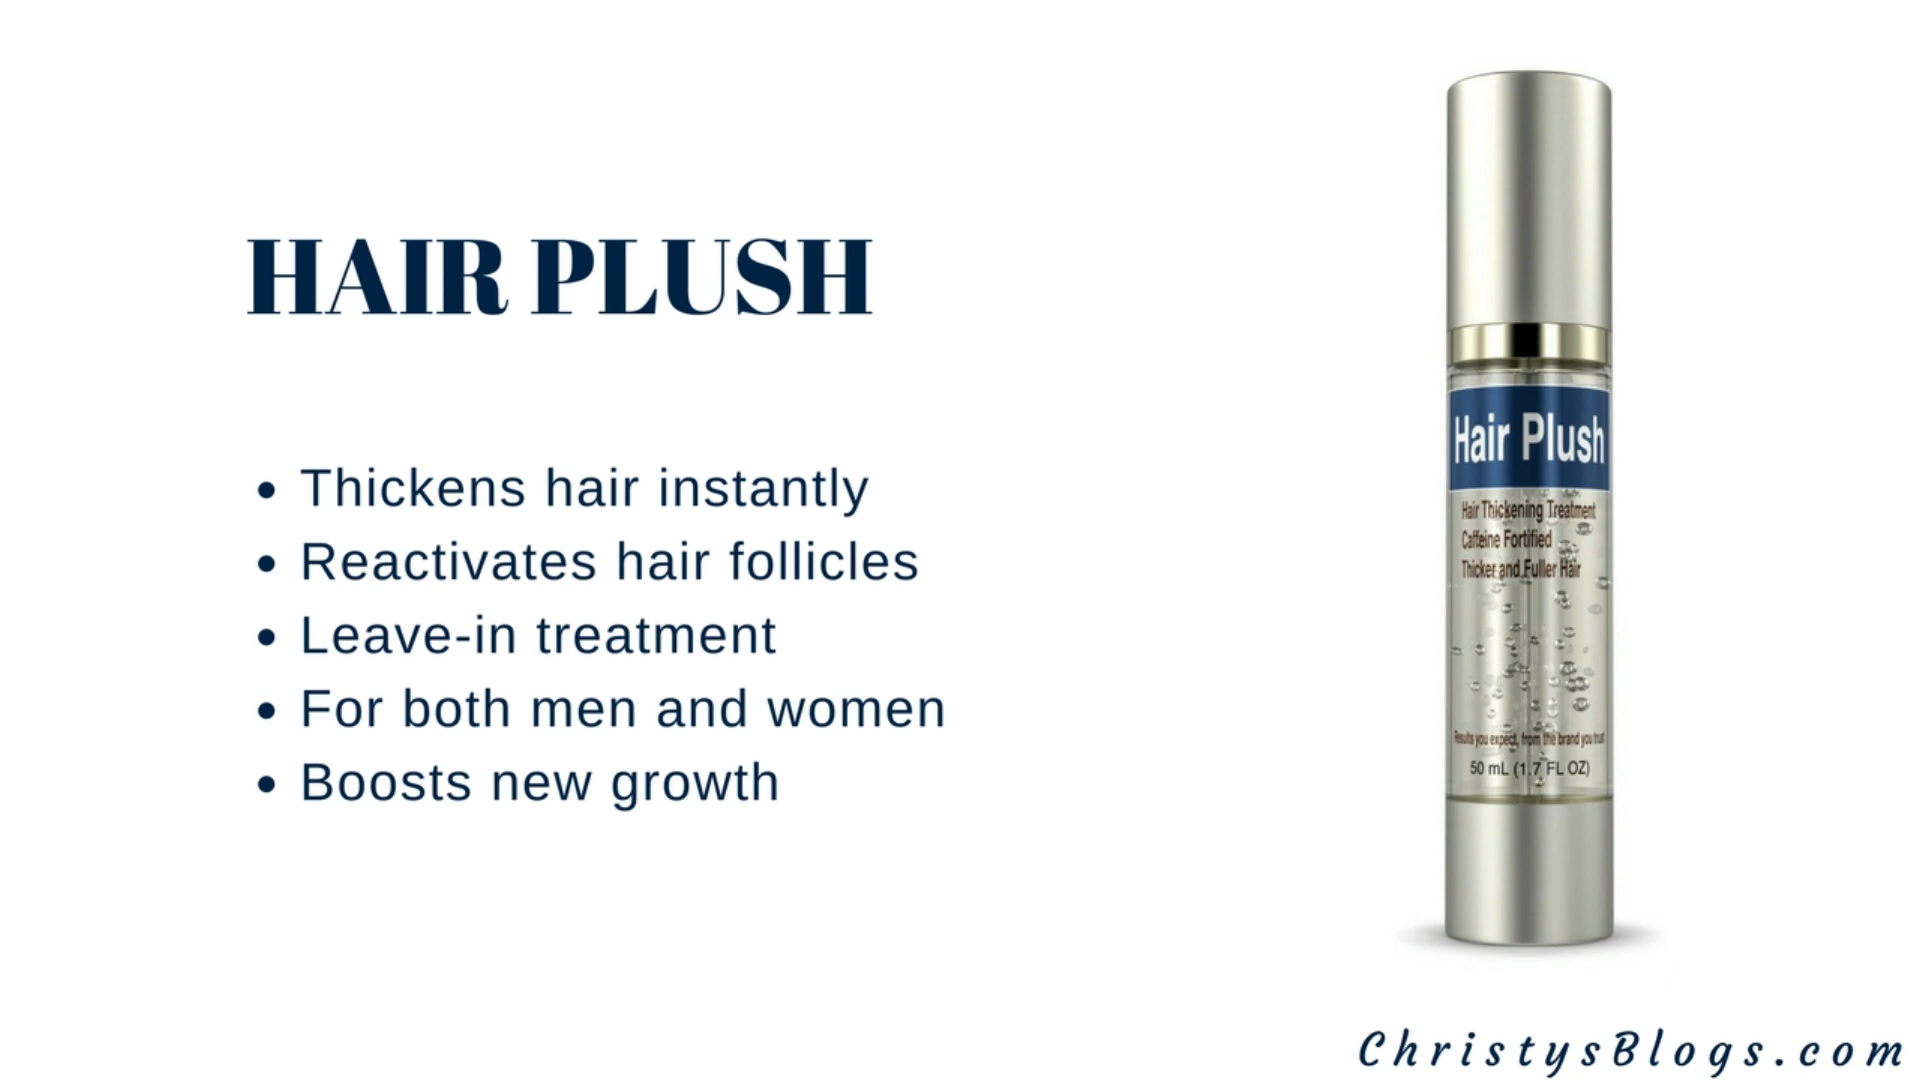 HAIR PLUSH
Thickens hair instantly
Reactivates hair follicles
Leave-in treatment
For both men and women
Boosts new growth
Hair Plush
Hair Thickening Treatment
Caffeine Fortified
Thicker and Fuller Hair
Results you expect, from the brand you trust
50 mL (1.7 FL OZ)
ChristysBlogs.com